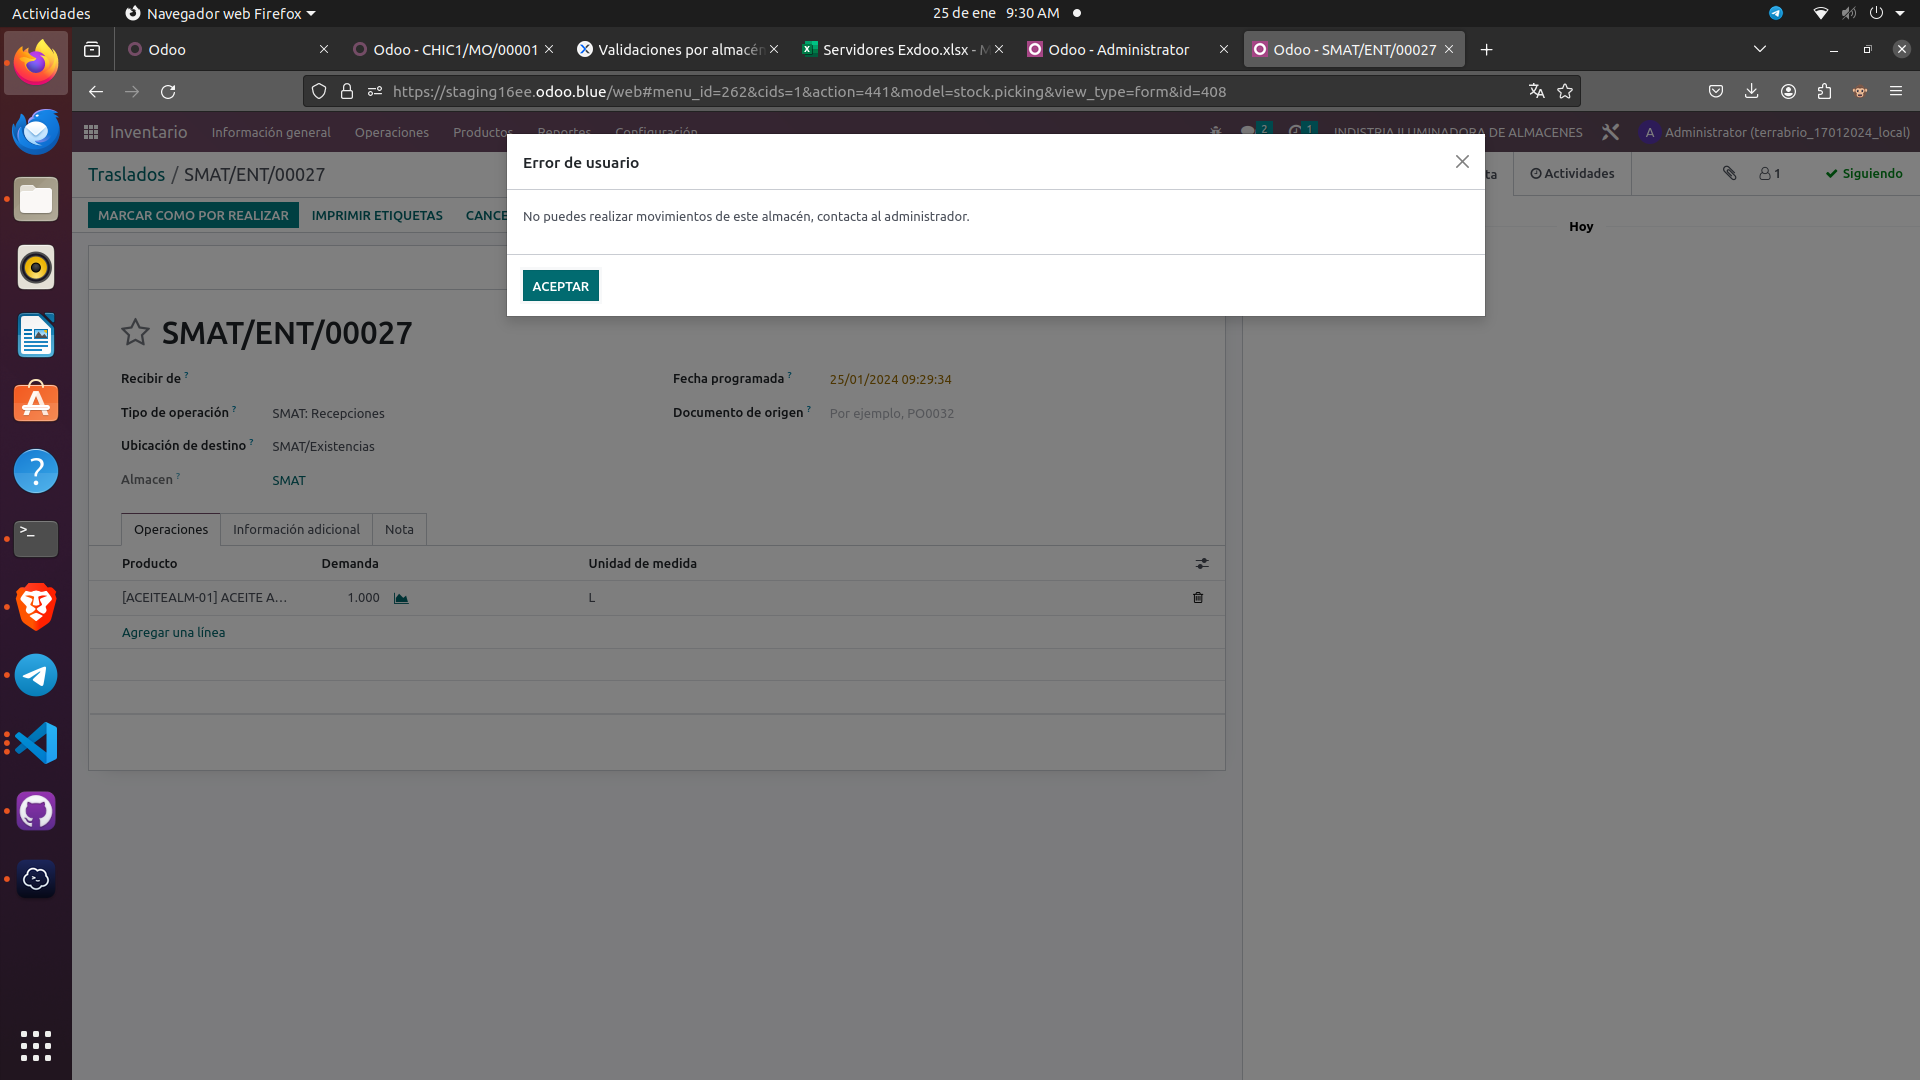 Actividades
Navegador web Firefox
25 de ene 9:30 AM
Odoo
Odoo - CHIC1/MO/00001
Validaciones por almacén
Servidores Exdoo.xlsx - M
Odoo - Administrator
Odoo - SMAT/ENT/00027
https://staging16ee.odoo.blue/web#menu_id=262&cids=1&action=441&model=stock.picking&view_type=form&id=408
Inventario
Información general
Operaciones
Productos
Reportes
Configuración
2
1
INDISTRIA ILUMINADORA DE ALMACENES
A
Administrator (terrabrio_17012024_local)
Traslados / SMAT/ENT/00027
Error de usuario
ta
Actividades
1
Siguiendo
MARCAR COMO POR REALIZAR
IMPRIMIR ETIQUETAS
CANCE
No puedes realizar movimientos de este almacén, contacta al administrador.
Hoy
ACEPTAR
SMAT/ENT/00027
Recibir de ?
Fecha programada ?
25/01/2024 09:29:34
Tipo de operación ?
SMAT: Recepciones
Documento de origen ?
Por ejemplo, PO0032
Ubicación de destino ?
SMAT/Existencias
Almacen ?
SMAT
Operaciones
Información adicional
Nota
Producto
Demanda
Unidad de medida
[ACEITEALM-01] ACEITE A...
1.000
L
Agregar una línea